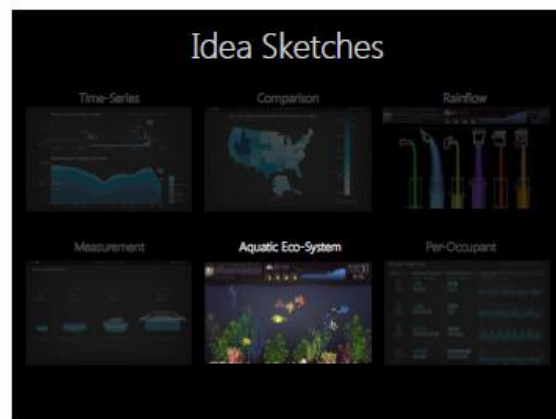 Idea Sketches
Time-Series
Comparison
Rainflow
Measurement
Aquatic Eco-System
Per-Occupant